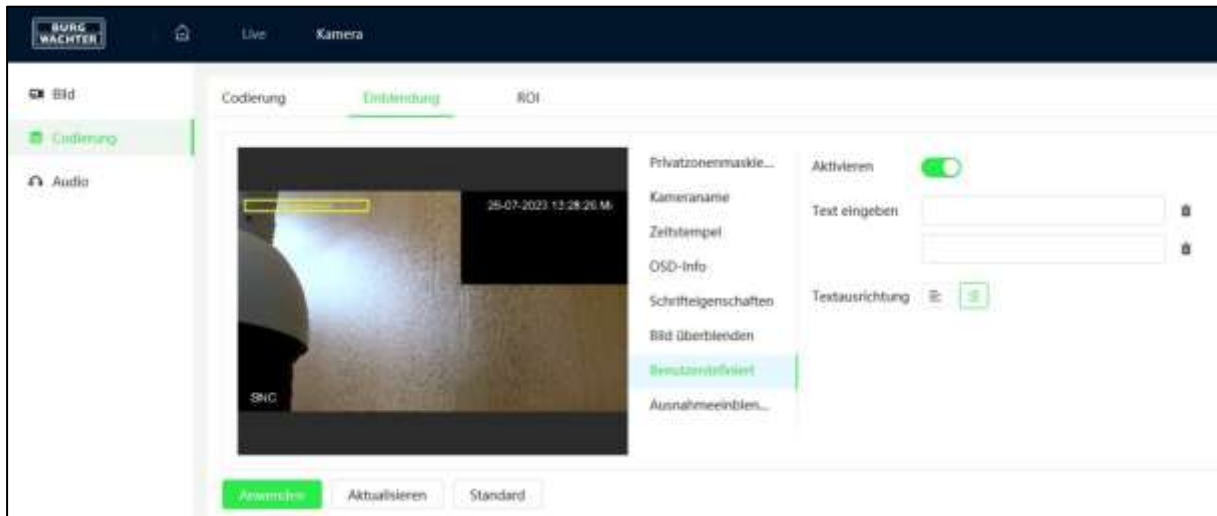 BURG
WÄCHTER
Live
Kamera
Bild
Codierung
Audio
Codierung
Einblendung
ROI
25-07-2023 13:28:26 Mi
SNC
Privatzonenmaskie...
Kameraname
Zeitstempel
OSD-Info
Schrifteigenschaften
Bild überblenden
Benutzerdefiniert
Ausnahmeeinblen...
Aktivieren
Text eingeben
Textausrichtung
Anwenden
Aktualisieren
Standard